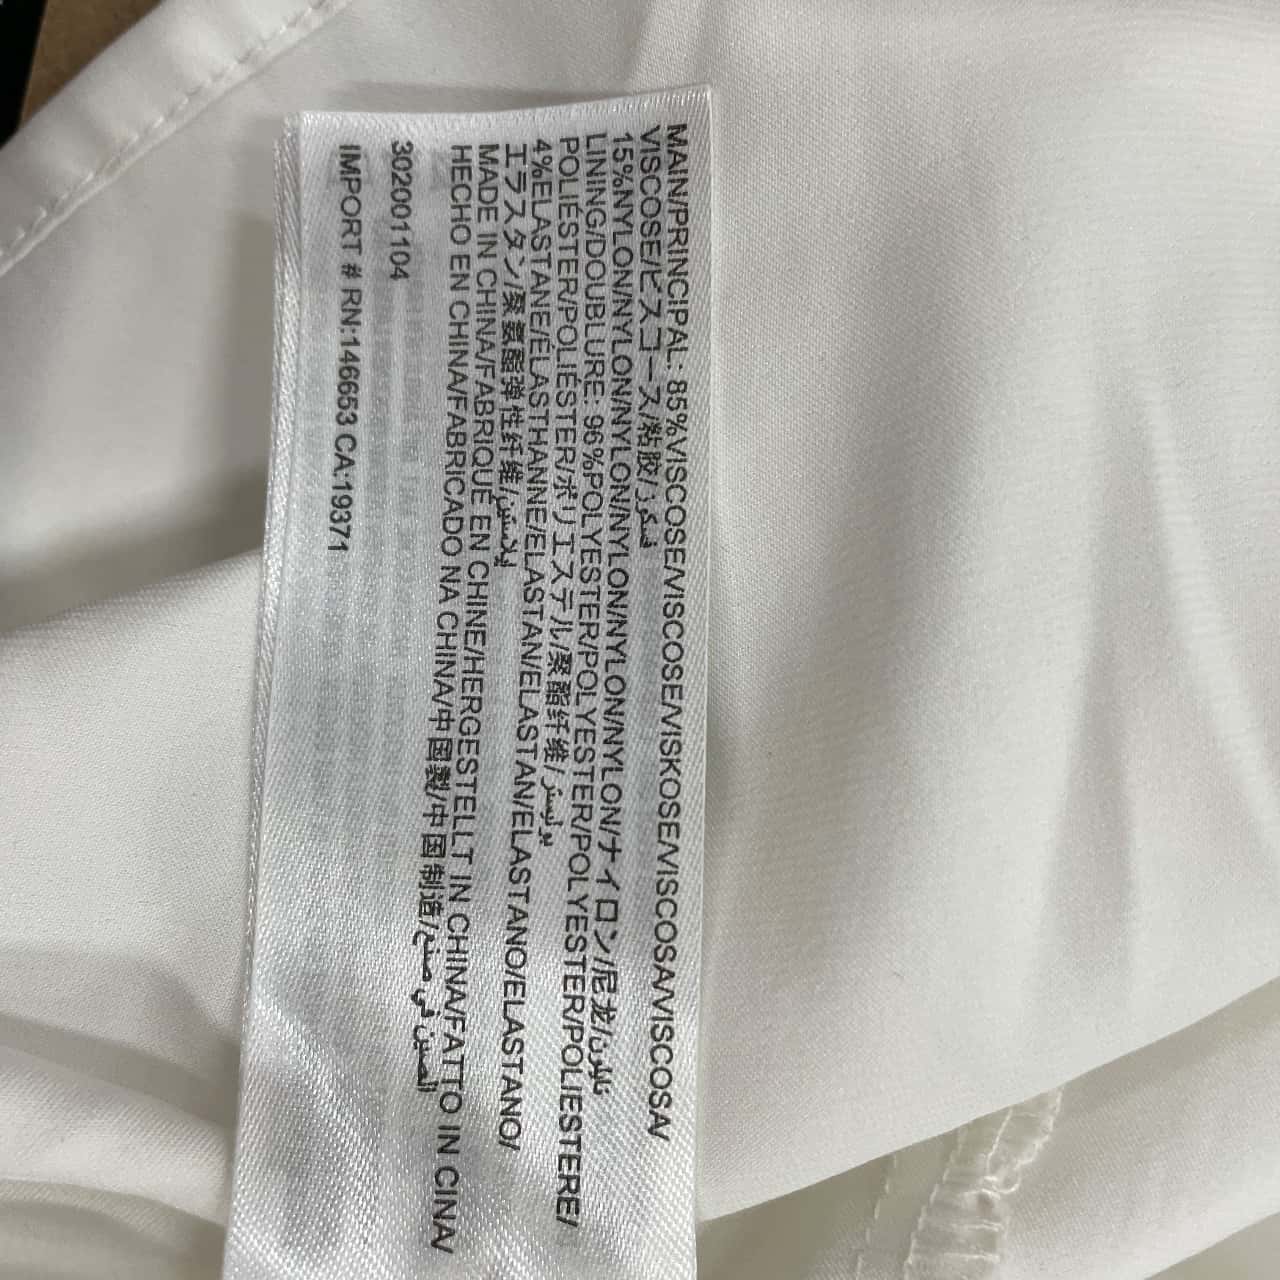 MAIN/PRINCIPAL: 85%VISCOSE/VISCOSE/VISKOSE/VISCOSA/VISCOSA/
VISCOSE/ビスコース/粘胶/فسكوز
15%NYLON/NYLON/NYLON/NYLON/NYLON/NYLON/ナイロン/尼龙/نايلون
LINING/DOUBLURE: 96%POLYESTER/POLYESTER/POLYESTER/POLIESTERE/
POLIÉSTER/POLIÉSTER/ポリエステル/聚酯纤维/بوليستر
4%ELASTANE/ÉLASTHANNE/ELASTAN/ELASTAN/ELASTANO/ELASTANO/
エラスタン/聚氨酯弹性纤维/إيلاستين
MADE IN CHINA/FABRIQUÉ EN CHINE/HERGESTELLT IN CHINA/FATTO IN CINA/
HECHO EN CHINA/FABRICADO NA CHINA/中国製/中国制造/صنع في الصين
302001104
IMPORT # RN:146653 CA:19371